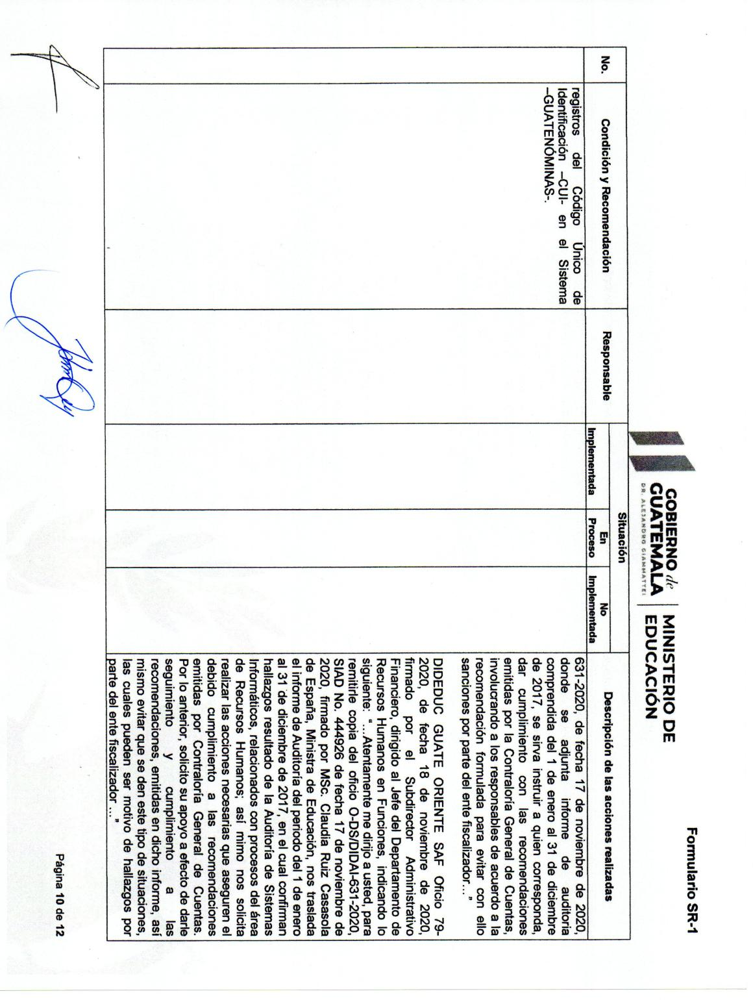 Formulario SR-1
GOBIERNO de
GUATEMALA
DR. ALEJANDRO GIAMMATTEI
MINISTERIO DE
EDUCACIÓN
No.
Condición y Recomendación
Responsable
Situación
Implementada
En
Proceso
No
Implementada
Descripción de las acciones realizadas
registros del Código Único de
Identificación –CUI- en el Sistema
–GUATENÓMINAS-.
631-2020, de fecha 17 de noviembre de 2020,
donde se adjunta informe de auditoria
comprendida del 1 de enero al 31 de diciembre
de 2017, se sirva instruir a quien corresponda,
dar cumplimiento con las recomendaciones
emitidas por la Contraloría General de Cuentas,
involucrando a los responsables de acuerdo a la
recomendación formulada para evitar con ello
sanciones por parte del ente fiscalizador…”
DIDEDUC GUATE ORIENTE SAF Oficio 79-
2020, de fecha 18 de noviembre de 2020,
firmado por el Subdirector Administrativo
Financiero, dirigido al Jefe del Departamento de
Recursos Humanos en Funciones, indicando lo
siguiente: “ …Atentamente me dirijo a usted, para
remitirle copia del oficio O-DS/DIDAI-631-2020,
SIAD No. 444926 de fecha 17 de noviembre de
2020, firmado por MSc. Claudia Ruiz Casasola
de España, Ministra de Educación, nos traslada
el informe de Auditoría del periodo del 1 de enero
al 31 de diciembre de 2017, en el cual confirman
hallazgos resultado de la Auditoría de Sistemas
Informáticos, relacionados con procesos del área
de Recursos Humanos; así mimo nos solicita
realizar las acciones necesarias que aseguren el
debido cumplimiento a las recomendaciones
emitidas por Contraloría General de Cuentas.
Por lo anterior, solicito su apoyo a efecto de darle
seguimiento y cumplimiento a las
recomendaciones, emitidas en dicho informe, así
mismo evitar que se den este tipo de situaciones,
las cuales pueden ser motivo de hallazgos por
parte del ente fiscalizador …”
Página 10 de 12